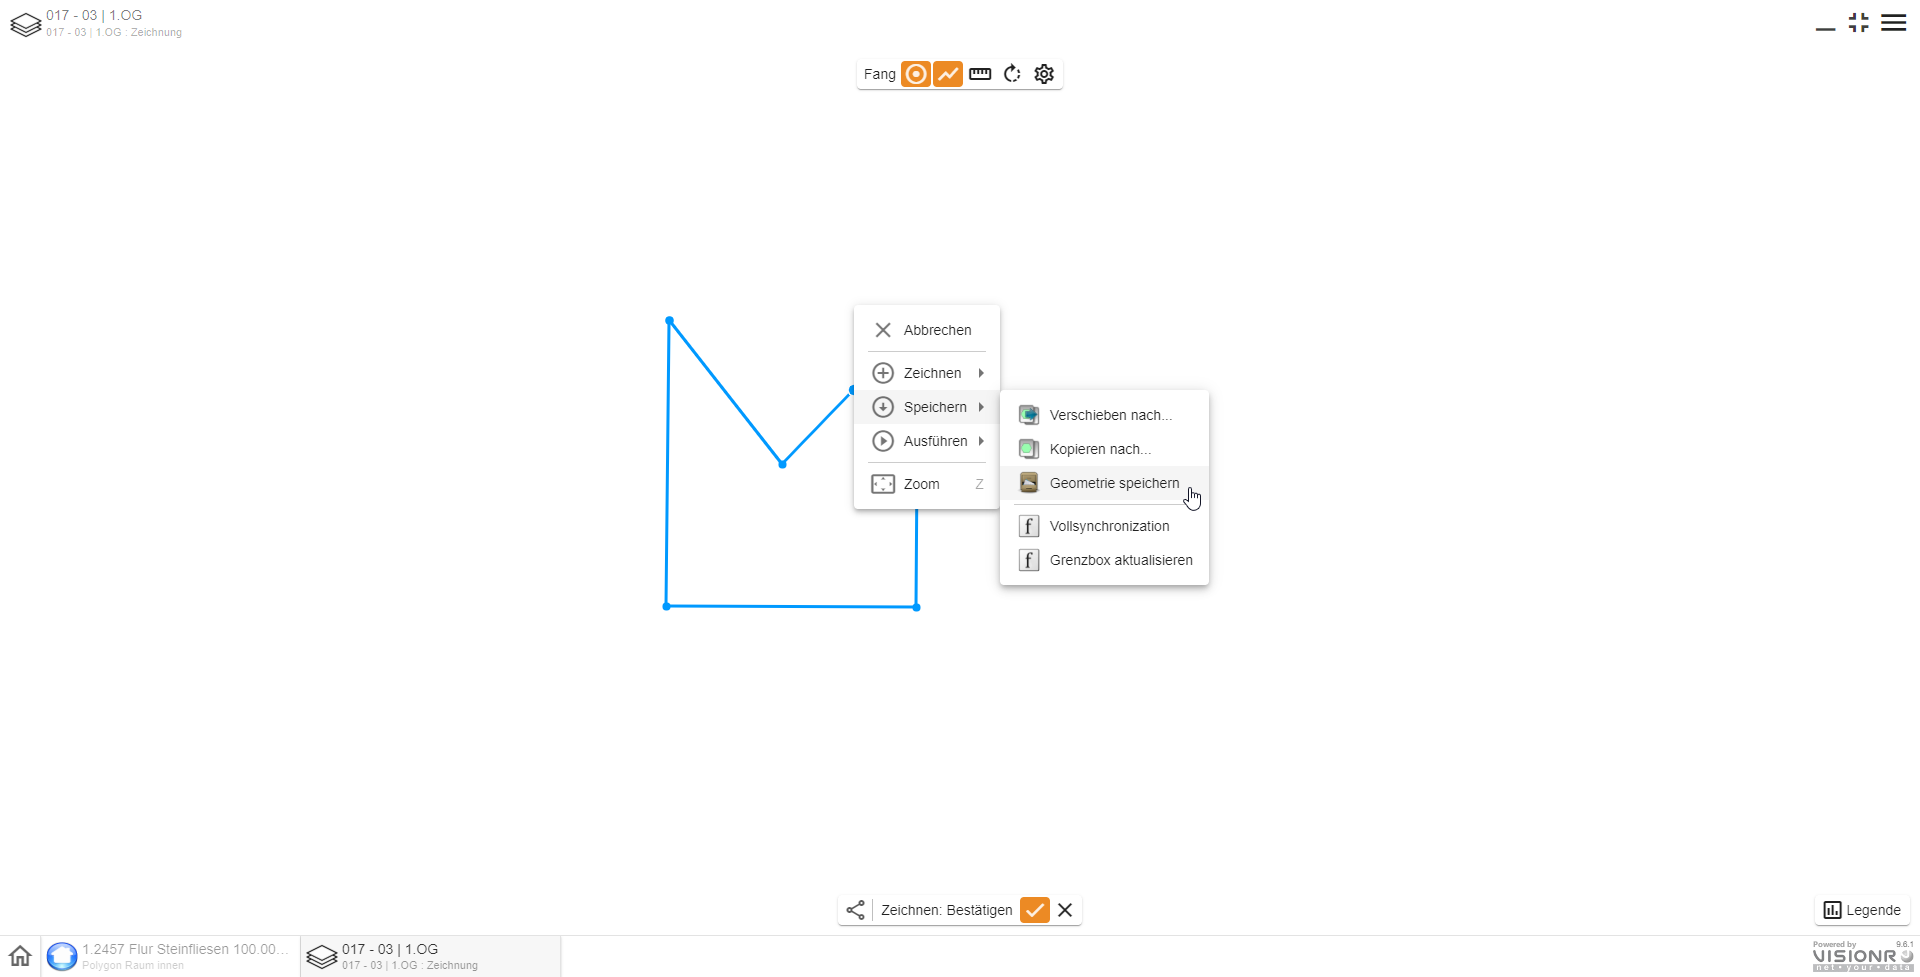 017 - 03 | 1.OG
017 - 03 | 1.OG : Zeichnung
Fang
Abbrechen
Zeichnen
Speichern
Ausführen
Zoom Z
Verschieben nach...
Kopieren nach...
Geometrie speichern
f Vollsynchronization
f Grenzbox aktualisieren
Zeichnen: Bestätigen
Legende
1.2457 Flur Steinfliesen 100.00...
Polygon Raum innen
017 - 03 | 1.OG
017 - 03 | 1.OG : Zeichnung
Powered by 9.6.1
VISIONR
net • your • data